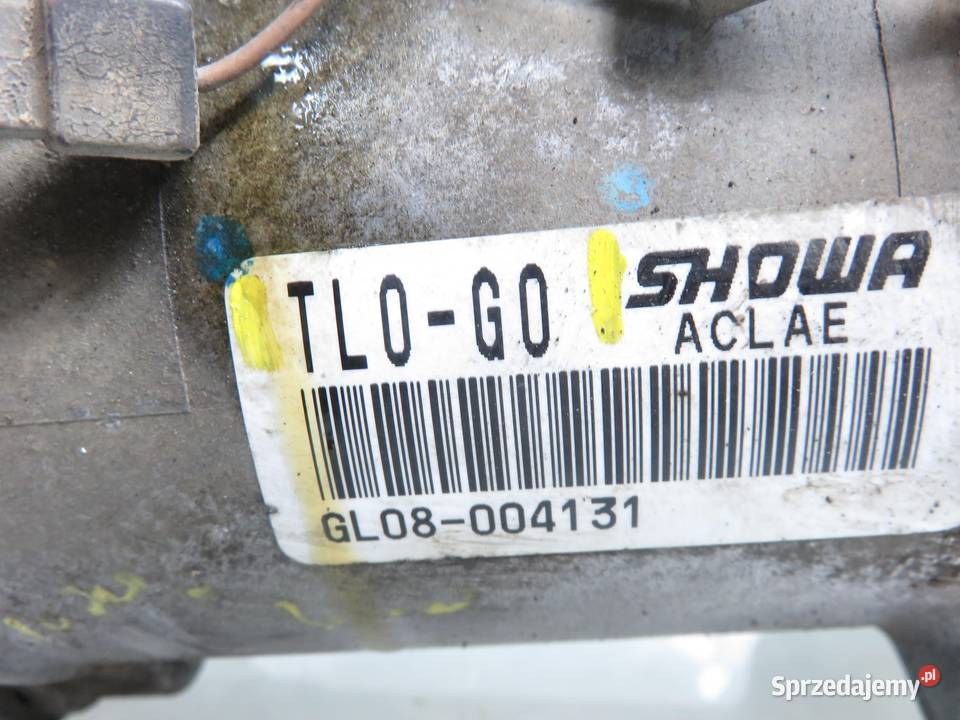 TL0-G0 SHOWA
ACLAE
GL08-004131
Sprzedajemy.pl